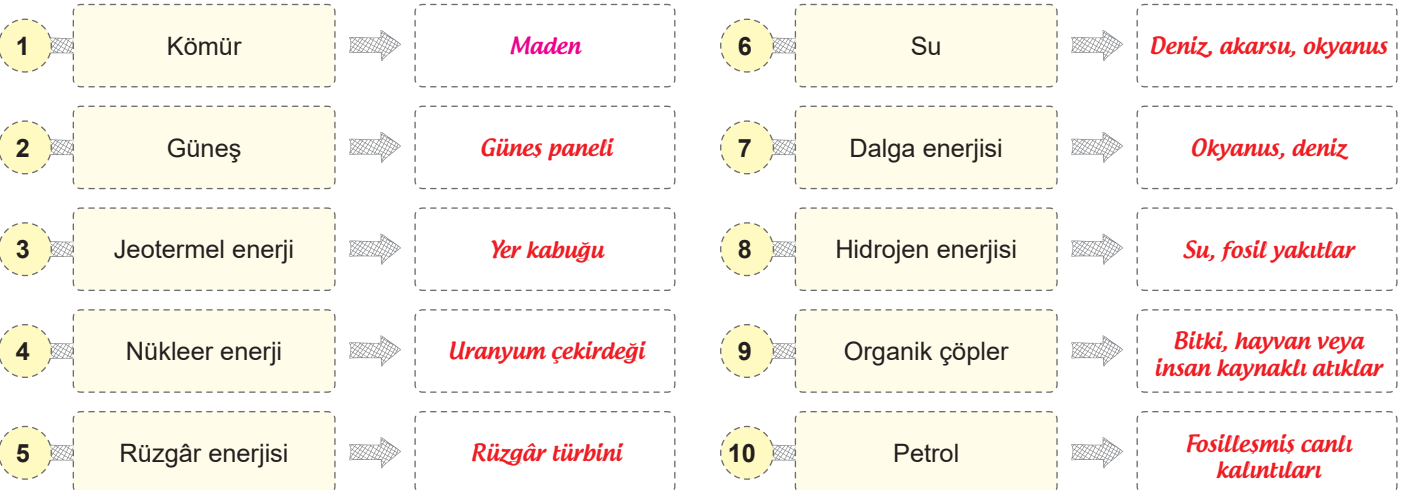 1 Kömür Maden
2 Güneş Güneş paneli
3 Jeotermel enerji Yer kabuğu
4 Nükleer enerji Uranyum çekirdeği
5 Rüzgâr enerjisi Rüzgâr türbini
6 Su Deniz, akarsu, okyanus
7 Dalga enerjisi Okyanus, deniz
8 Hidrojen enerjisi Su, fosil yakıtlar
9 Organik çöpler Bitki, hayvan veya
insan kaynaklı atıklar
10 Petrol Fosilleşmiş canlı
kalıntıları